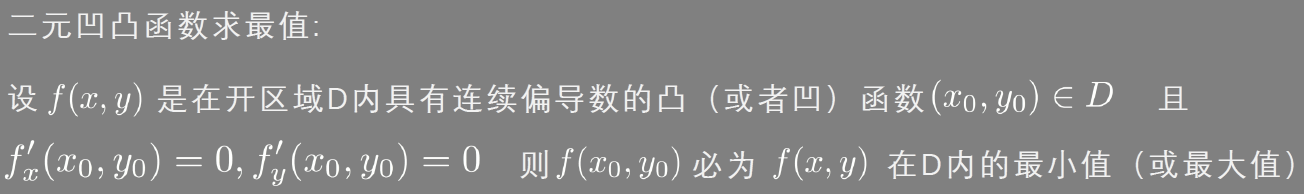 二元凹凸函数求最值:
设 f(x,y) 是在开区域D内具有连续偏导数的凸（或者凹）函数(x₀,y₀) ∈ D 且
f′ₓ(x₀,y₀) = 0, f′ᵧ(x₀,y₀) = 0 则f(x₀,y₀) 必为 f(x,y) 在D内的最小值（或最大值）